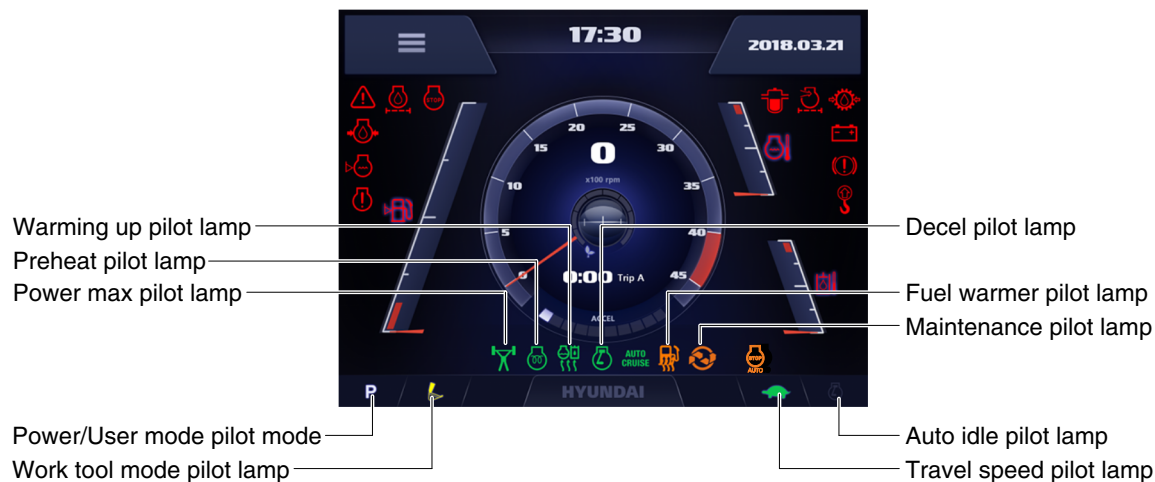 17:30
2018.03.21
STOP
20 25
15 30
0
x100 rpm
10 35
5 40
0 45
0:00 Trip A
ACCEL
AUTO
CRUISE
STOP
AUTO
P
HYUNDAI
Warming up pilot lamp
Preheat pilot lamp
Power max pilot lamp
Power/User mode pilot mode
Work tool mode pilot lamp
Decel pilot lamp
Fuel warmer pilot lamp
Maintenance pilot lamp
Auto idle pilot lamp
Travel speed pilot lamp